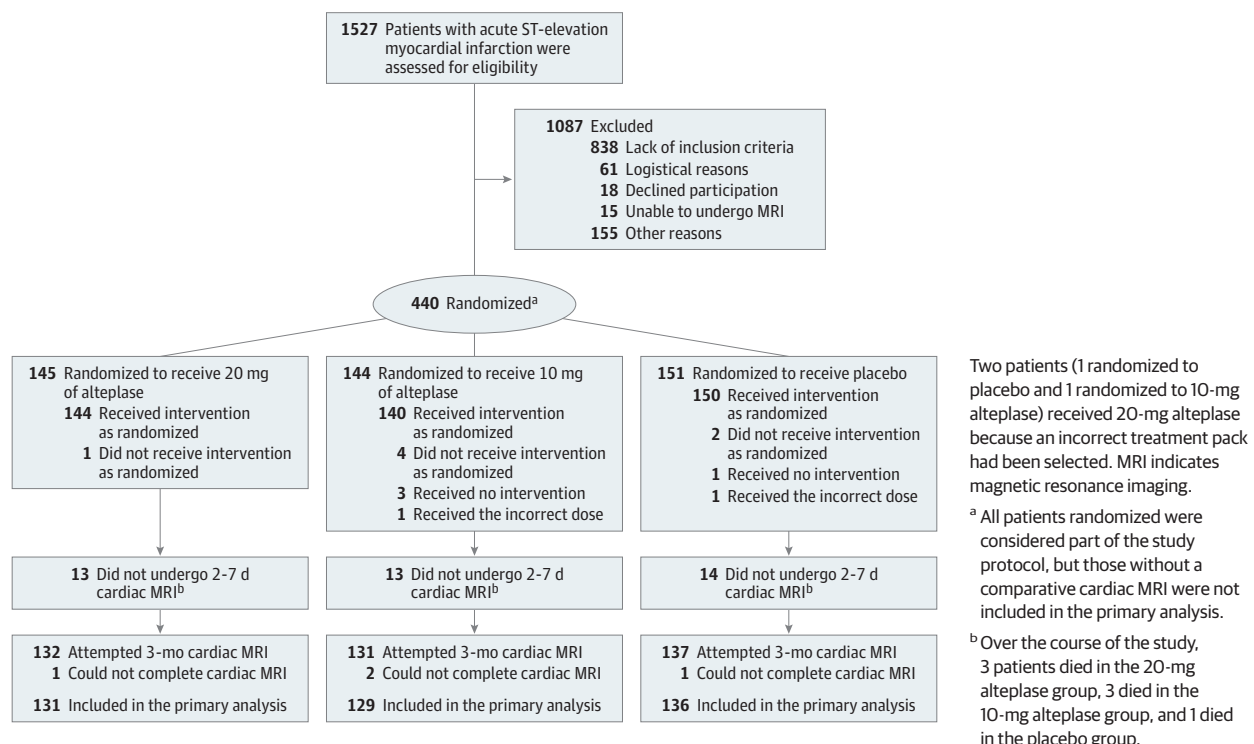 1527 Patients with acute ST-elevation
myocardial infarction were
assessed for eligibility
1087 Excluded
838 Lack of inclusion criteria
61 Logistical reasons
18 Declined participation
15 Unable to undergo MRI
155 Other reasons
440 Randomizedᵃ
145 Randomized to receive 20 mg
of alteplase
144 Received intervention
as randomized
1 Did not receive intervention
as randomized
144 Randomized to receive 10 mg
of alteplase
140 Received intervention
as randomized
4 Did not receive intervention
as randomized
3 Received no intervention
1 Received the incorrect dose
151 Randomized to receive placebo
150 Received intervention
as randomized
2 Did not receive intervention
as randomized
1 Received no intervention
1 Received the incorrect dose
13 Did not undergo 2-7 d
cardiac MRIᵇ
13 Did not undergo 2-7 d
cardiac MRIᵇ
14 Did not undergo 2-7 d
cardiac MRIᵇ
132 Attempted 3-mo cardiac MRI
1 Could not complete cardiac MRI
131 Included in the primary analysis
131 Attempted 3-mo cardiac MRI
2 Could not complete cardiac MRI
129 Included in the primary analysis
137 Attempted 3-mo cardiac MRI
1 Could not complete cardiac MRI
136 Included in the primary analysis
Two patients (1 randomized to
placebo and 1 randomized to 10-mg
alteplase) received 20-mg alteplase
because an incorrect treatment pack
had been selected. MRI indicates
magnetic resonance imaging.
ᵃ All patients randomized were
considered part of the study
protocol, but those without a
comparative cardiac MRI were not
included in the primary analysis.
ᵇ Over the course of the study,
3 patients died in the 20-mg
alteplase group, 3 died in the
10-mg alteplase group, and 1 died
in the placebo group.